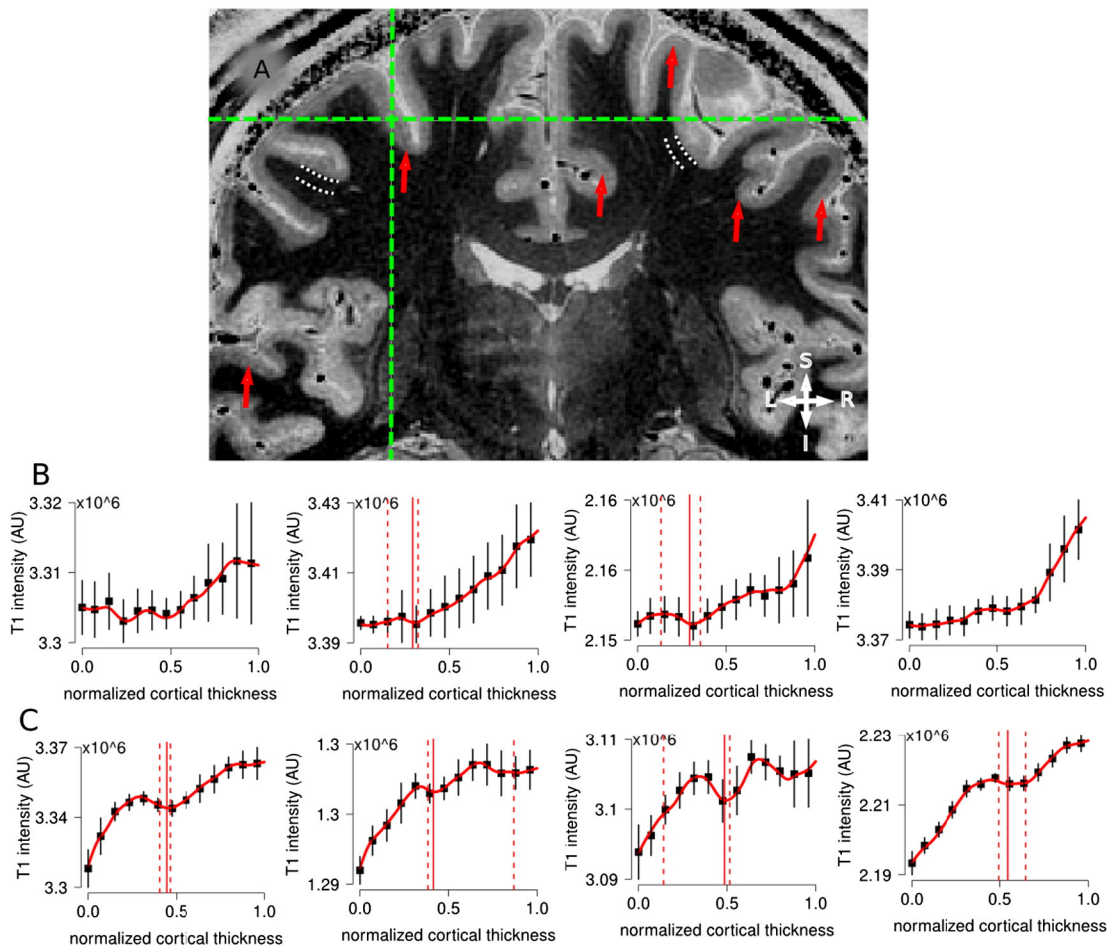 A
S
L R
I
B
3.32 x10^6 3.43 x10^6 2.16 x10^6 3.41 x10^6
T1 intensity (AU) T1 intensity (AU) T1 intensity (AU) T1 intensity (AU)
3.31 3.41 2.16 3.39
3.3 3.39 2.15 3.37
0.0 0.5 1.0 0.0 0.5 1.0 0.0 0.5 1.0 0.0 0.5 1.0
normalized cortical thickness normalized cortical thickness normalized cortical thickness normalized cortical thickness
C
3.37 x10^6 1.3 x10^6 3.11 x10^6 2.23 x10^6
T1 intensity (AU) T1 intensity (AU) T1 intensity (AU) T1 intensity (AU)
3.34 1.3 3.1 2.21
3.3 1.29 3.09 2.19
0.0 0.5 1.0 0.0 0.5 1.0 0.0 0.5 1.0 0.0 0.5 1.0
normalized cortical thickness normalized cortical thickness normalized cortical thickness normalized cortical thickness